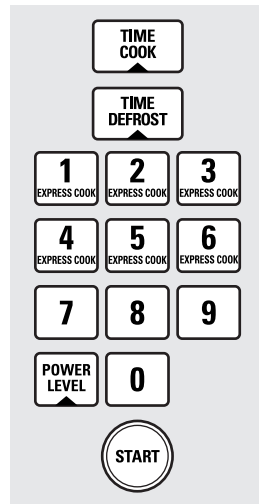 TIME
COOK
TIME
DEFROST
1 2 3
EXPRESS COOK EXPRESS COOK EXPRESS COOK
4 5 6
EXPRESS COOK EXPRESS COOK EXPRESS COOK
7 8 9
POWER
LEVEL 0
START